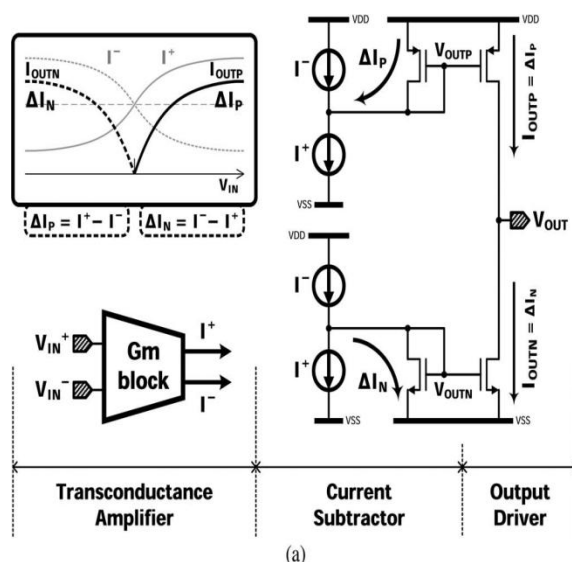 I⁻ I⁺
I_OUTN I_OUTP
ΔI_N ΔI_P
V_IN
ΔI_P = I⁺ − I⁻ ΔI_N = I⁻ − I⁺
V_IN⁺
V_IN⁻
Gm
block
I⁺
I⁻
VDD VDD
I⁻
ΔI_P
V_OUTP
I_OUTP = ΔI_P
I⁺
VSS
VDD
V_OUT
I⁻
I⁺
ΔI_N
V_OUTN
I_OUTN = ΔI_N
VSS VSS
Transconductance
Amplifier
Current
Subtractor
Output
Driver
(a)